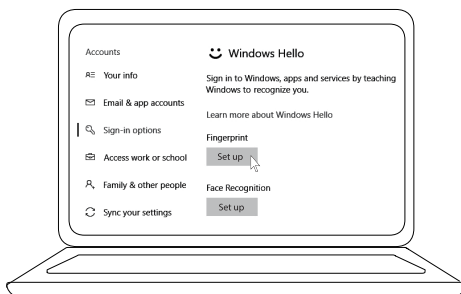 Accounts
Your info
Email & app accounts
Sign-in options
Access work or school
Family & other people
Sync your settings
Windows Hello
Sign in to Windows, apps and services by teaching
Windows to recognize you.
Learn more about Windows Hello
Fingerprint
Set up
Face Recognition
Set up